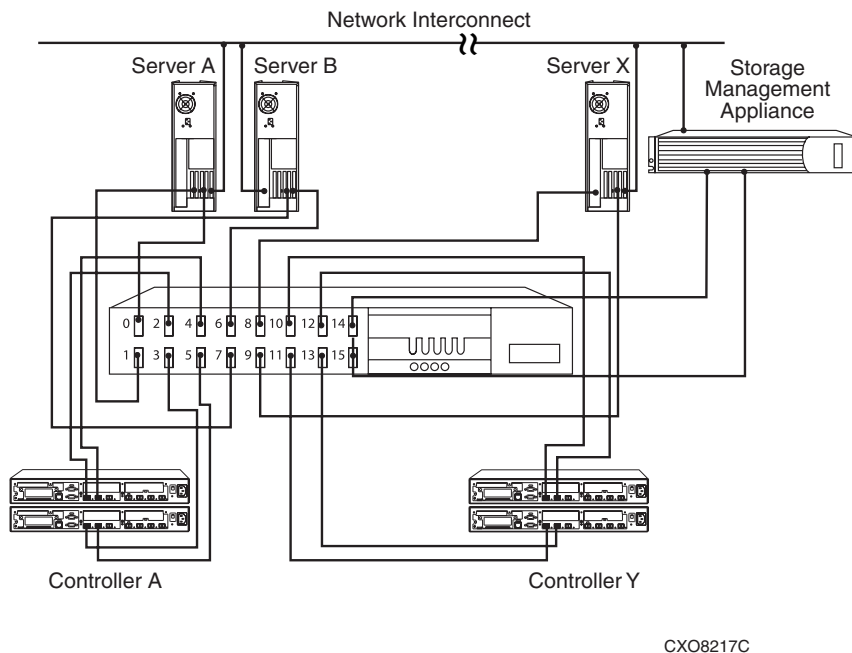 Network Interconnect
Server A
Server B
Server X
Storage
Management
Appliance
0 2 4 6 8 10 12 14
1 3 5 7 9 11 13 15
Controller A
Controller Y
CXO8217C